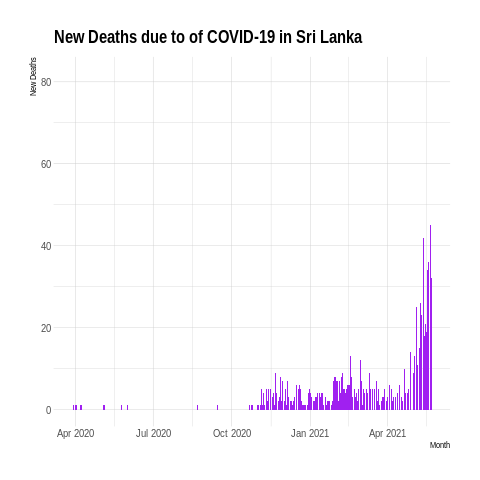 New Deaths due to of COVID-19 in Sri Lanka
New Deaths
80
60
40
20
0
Apr 2020 Jul 2020 Oct 2020 Jan 2021 Apr 2021
Month